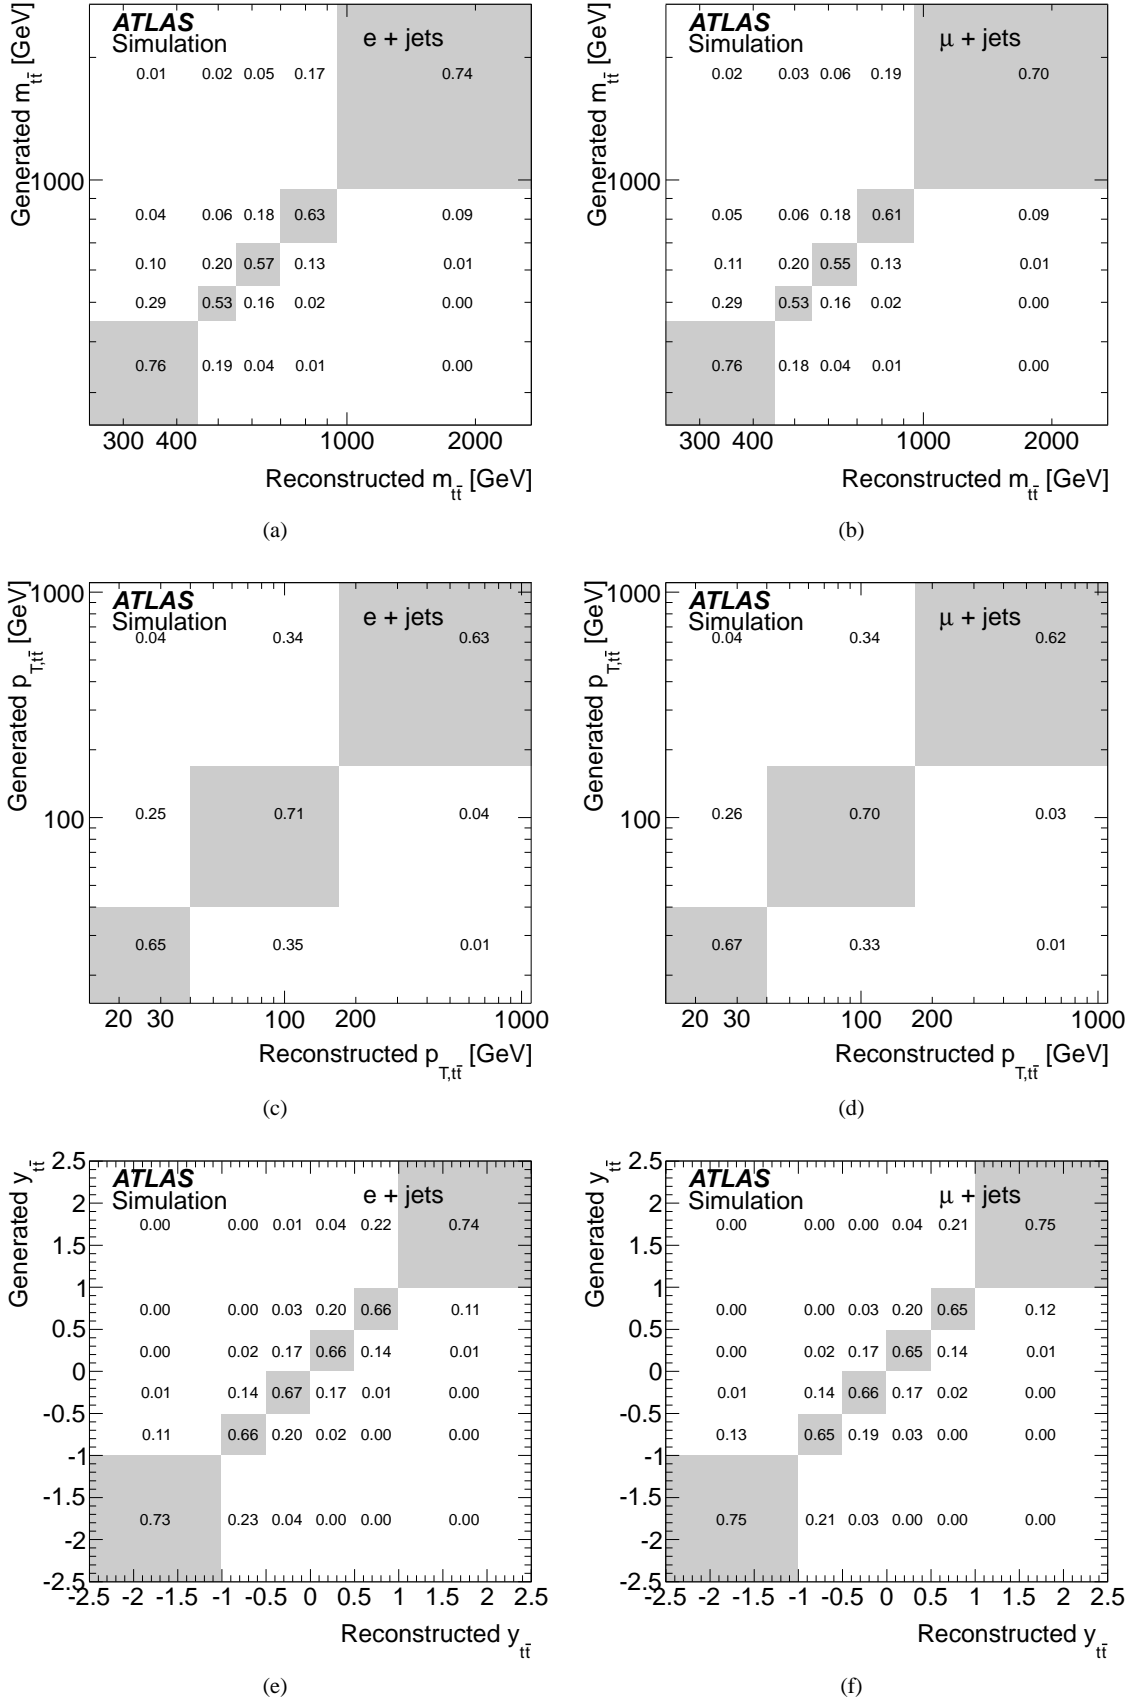 ATLAS
Simulation
e + jets
0.01 0.02 0.05 0.17 0.74
0.04 0.06 0.18 0.63 0.09
0.10 0.20 0.57 0.13 0.01
0.29 0.53 0.16 0.02 0.00
0.76 0.19 0.04 0.01 0.00
1000
300 400 1000 2000
Generated m_tt̄ [GeV]
Reconstructed m_tt̄ [GeV]
(a)
ATLAS
Simulation
μ + jets
0.02 0.03 0.06 0.19 0.70
0.05 0.06 0.18 0.61 0.09
0.11 0.20 0.55 0.13 0.01
0.29 0.53 0.16 0.02 0.00
0.76 0.18 0.04 0.01 0.00
1000
300 400 1000 2000
Generated m_tt̄ [GeV]
Reconstructed m_tt̄ [GeV]
(b)
ATLAS
Simulation
e + jets
0.04 0.34 0.63
0.25 0.71 0.04
0.65 0.35 0.01
1000
100
20 30 100 200 1000
Generated p_T,tt̄ [GeV]
Reconstructed p_T,tt̄ [GeV]
(c)
ATLAS
Simulation
μ + jets
0.04 0.34 0.62
0.26 0.70 0.03
0.67 0.33 0.01
1000
100
20 30 100 200 1000
Generated p_T,tt̄ [GeV]
Reconstructed p_T,tt̄ [GeV]
(d)
ATLAS
Simulation
e + jets
0.00 0.00 0.01 0.04 0.22 0.74
0.00 0.00 0.03 0.20 0.66 0.11
0.00 0.02 0.17 0.66 0.14 0.01
0.01 0.14 0.67 0.17 0.01 0.00
0.11 0.66 0.20 0.02 0.00 0.00
0.73 0.23 0.04 0.00 0.00 0.00
2.5
2
1.5
1
0.5
0
-0.5
-1
-1.5
-2
-2.5
-2.5 -2 -1.5 -1 -0.5 0 0.5 1 1.5 2 2.5
Generated y_tt̄
Reconstructed y_tt̄
(e)
ATLAS
Simulation
μ + jets
0.00 0.00 0.00 0.04 0.21 0.75
0.00 0.00 0.03 0.20 0.65 0.12
0.00 0.02 0.17 0.65 0.14 0.01
0.01 0.14 0.66 0.17 0.02 0.00
0.13 0.65 0.19 0.03 0.00 0.00
0.75 0.21 0.03 0.00 0.00 0.00
2.5
2
1.5
1
0.5
0
-0.5
-1
-1.5
-2
-2.5
-2.5 -2 -1.5 -1 -0.5 0 0.5 1 1.5 2 2.5
Generated y_tt̄
Reconstructed y_tt̄
(f)